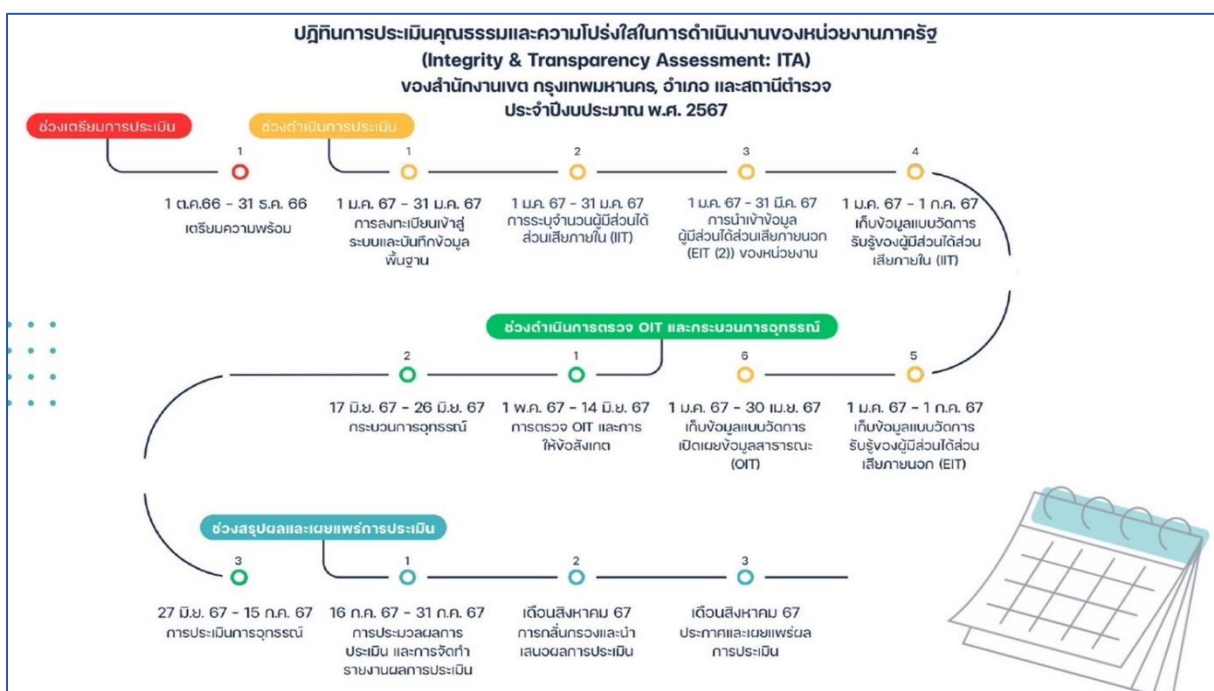 ปฏิทินการประเมินคุณธรรมและความโปร่งใสในการดำเนินงานของหน่วยงานภาครัฐ
(Integrity & Transparency Assessment: ITA)
ของสำนักงานเขต กรุงเทพมหานคร, อำเภอ และสถานีตำรวจ
ประจำปีงบประมาณ พ.ศ. 2567
ช่วงเตรียมการประเมิน
1
1 ต.ค.66 - 31 ธ.ค. 66
เตรียมความพร้อม
ช่วงดำเนินการประเมิน
1
1 ม.ค. 67 - 31 ม.ค. 67
การลงทะเบียนเข้าสู่
ระบบและบันทึกข้อมูล
พื้นฐาน
2
1 ม.ค. 67 - 31 ม.ค. 67
การระบุจำนวนผู้มีส่วนได้
ส่วนเสียภายใน (IIT)
3
1 ม.ค. 67 - 31 มี.ค. 67
การนำเข้าข้อมูล
ผู้มีส่วนได้ส่วนเสียภายนอก
(EIT (2)) ของหน่วยงาน
4
1 ม.ค. 67 - 1 ก.ค. 67
เก็บข้อมูลแบบวัดการ
รับรู้ของผู้มีส่วนได้ส่วน
เสียภายใน (IIT)
5
1 ม.ค. 67 - 1 ก.ค. 67
เก็บข้อมูลแบบวัดการ
รับรู้ของผู้มีส่วนได้ส่วน
เสียภายนอก (EIT)
6
1 ม.ค. 67 - 30 เม.ย. 67
เก็บข้อมูลแบบวัดการ
เปิดเผยข้อมูลสาธารณะ
(OIT)
ช่วงดำเนินการตรวจ OIT และกระบวนการอุทธรณ์
1
1 พ.ค. 67 - 14 มิ.ย. 67
การตรวจ OIT และการ
ให้ข้อสังเกต
2
17 มิ.ย. 67 - 26 มิ.ย. 67
กระบวนการอุทธรณ์
3
27 มิ.ย. 67 - 15 ก.ค. 67
การประเมินการอุทธรณ์
ช่วงสรุปผลและเผยแพร่การประเมิน
1
16 ก.ค. 67 - 31 ก.ค. 67
การประมวลผลการ
ประเมิน และการจัดทำ
รายงานผลการประเมิน
2
เดือนสิงหาคม 67
การกลั่นกรองและนำ
เสนอผลการประเมิน
3
เดือนสิงหาคม 67
ประกาศและเผยแพร่ผล
การประเมิน